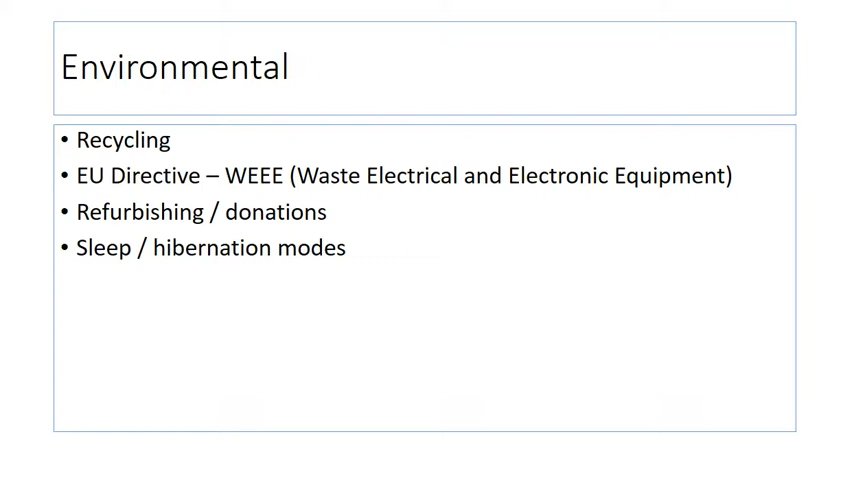 Environmental
• Recycling
• EU Directive – WEEE (Waste Electrical and Electronic Equipment)
• Refurbishing / donations
• Sleep / hibernation modes